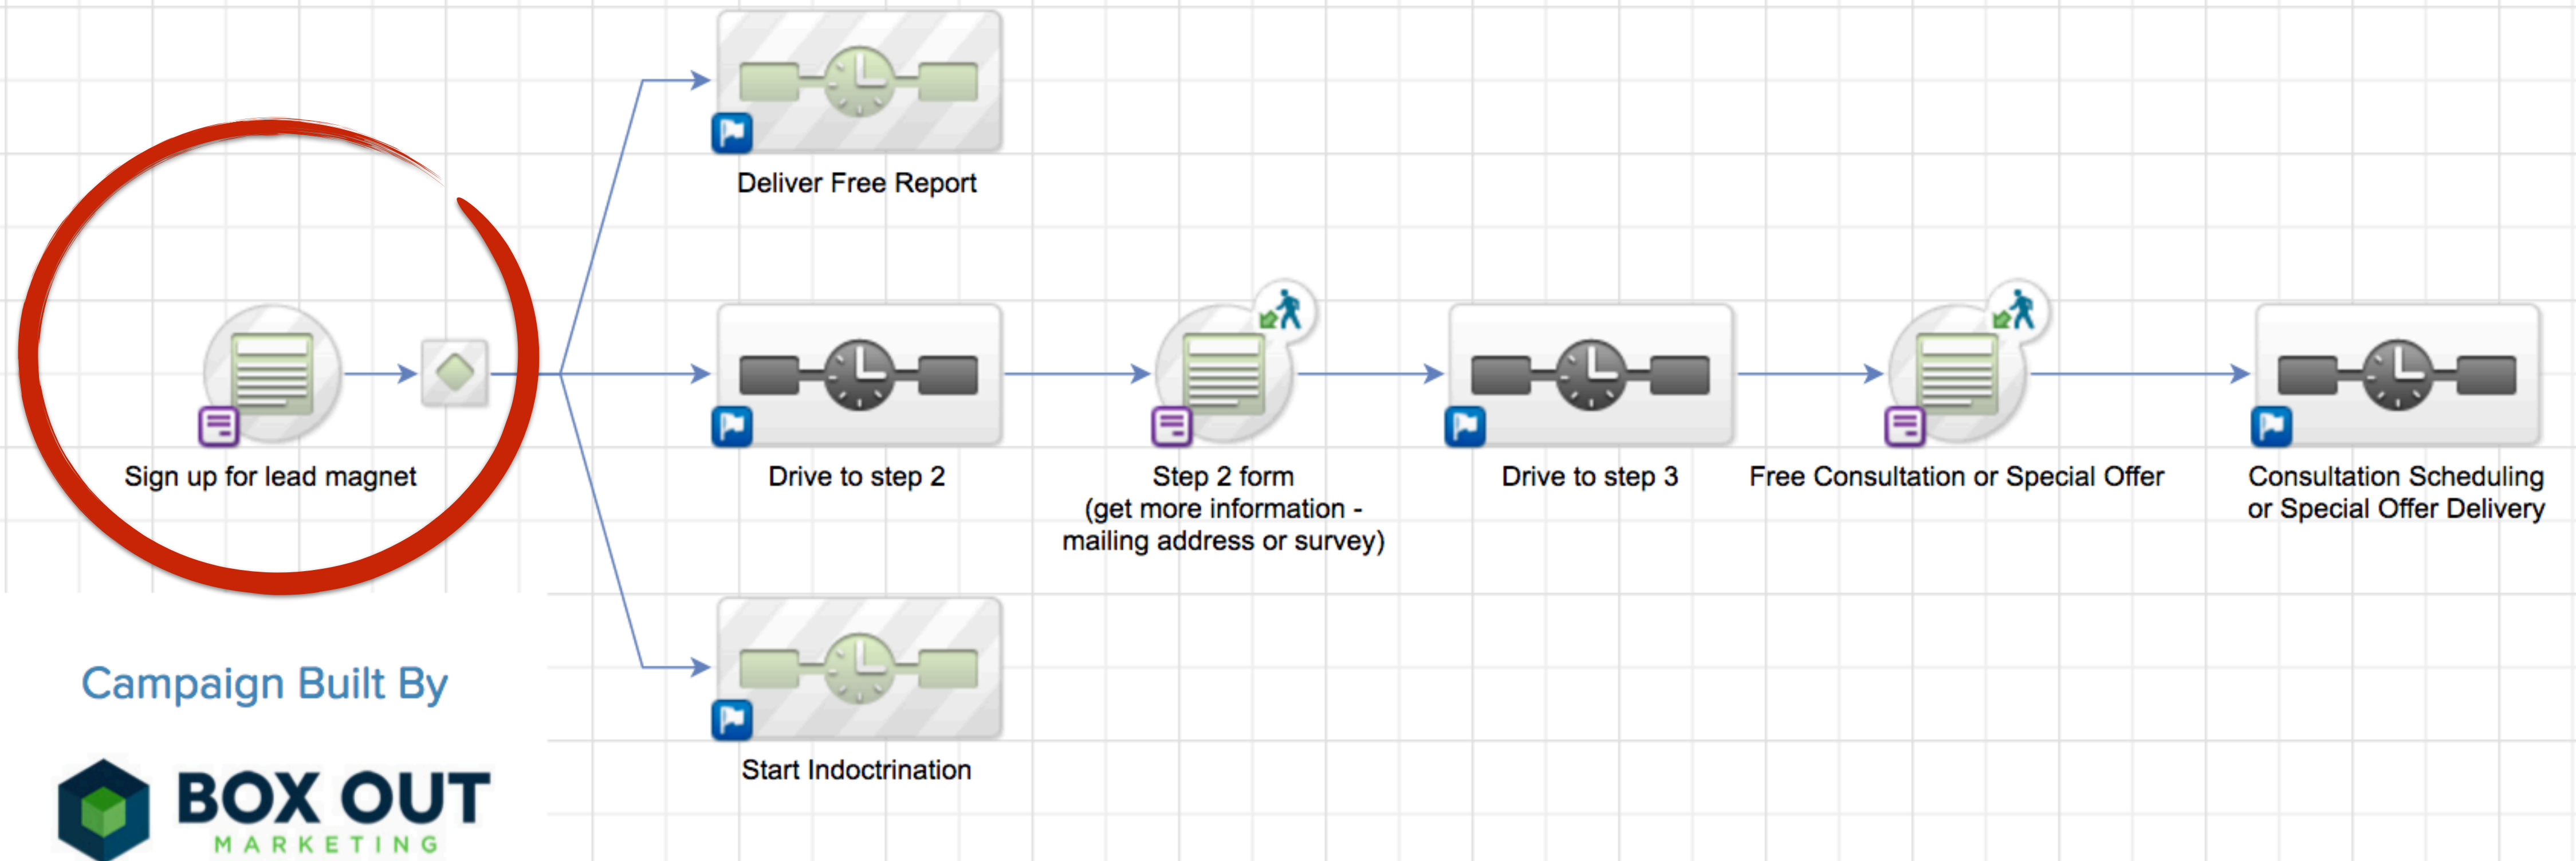 Deliver Free Report
Sign up for lead magnet
Drive to step 2
Step 2 form
(get more information -
mailing address or survey)
Drive to step 3
Free Consultation or Special Offer
Consultation Scheduling
or Special Offer Delivery
Start Indoctrination
Campaign Built By
BOX OUT
MARKETING